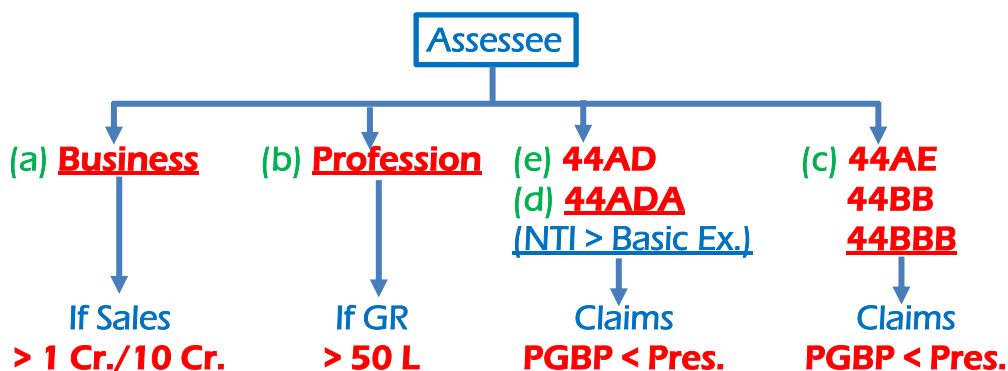 Assessee
(a) Business
If Sales
> 1 Cr./10 Cr.
(b) Profession
If GR
> 50 L
(e) 44AD
(d) 44ADA
(NTI > Basic Ex.)
Claims
PGBP < Pres.
(c) 44AE
44BB
44BBB
Claims
PGBP < Pres.